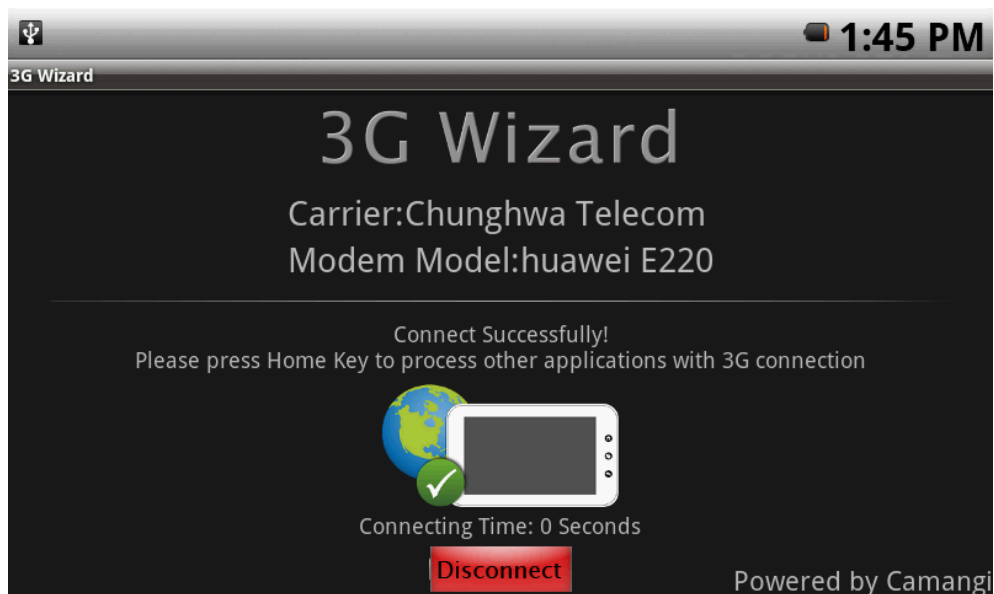 1:45 PM
3G Wizard
3G Wizard
Carrier:Chunghwa Telecom
Modem Model:huawei E220
Connect Successfully!
Please press Home Key to process other applications with 3G connection
Connecting Time: 0 Seconds
Disconnect
Powered by Camangi